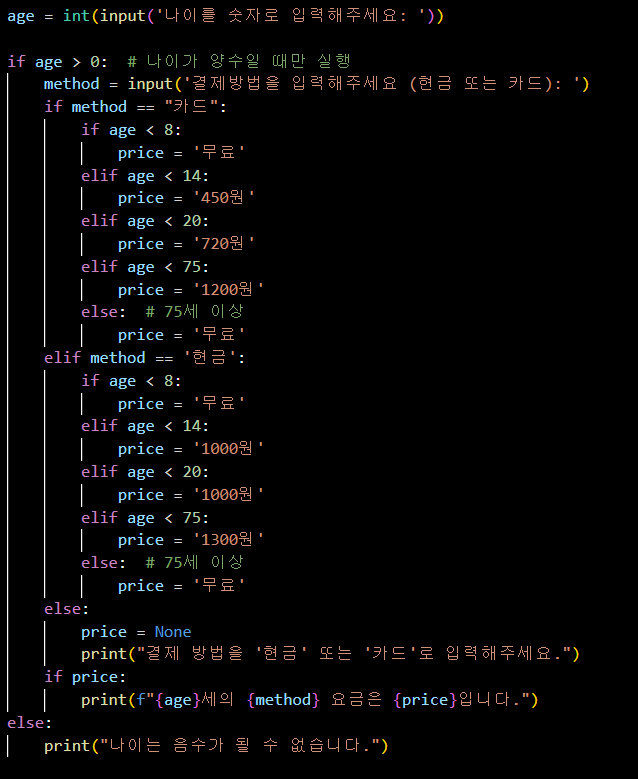 age = int(input('나이를 숫자로 입력해주세요: '))
if age > 0:  # 나이가 양수일 때만 실행
    method = input('결제방법을 입력해주세요 (현금 또는 카드): ')
    if method == "카드":
        if age < 8:
            price = '무료'
        elif age < 14:
            price = '450원'
        elif age < 20:
            price = '720원'
        elif age < 75:
            price = '1200원'
        else:  # 75세 이상
            price = '무료'
    elif method == '현금':
        if age < 8:
            price = '무료'
        elif age < 14:
            price = '1000원'
        elif age < 20:
            price = '1000원'
        elif age < 75:
            price = '1300원'
        else:  # 75세 이상
            price = '무료'
    else:
        price = None
        print("결제 방법을 '현금' 또는 '카드'로 입력해주세요.")
    if price:
        print(f"{age}세의 {method} 요금은 {price}입니다.")
else:
    print("나이는 음수가 될 수 없습니다.")